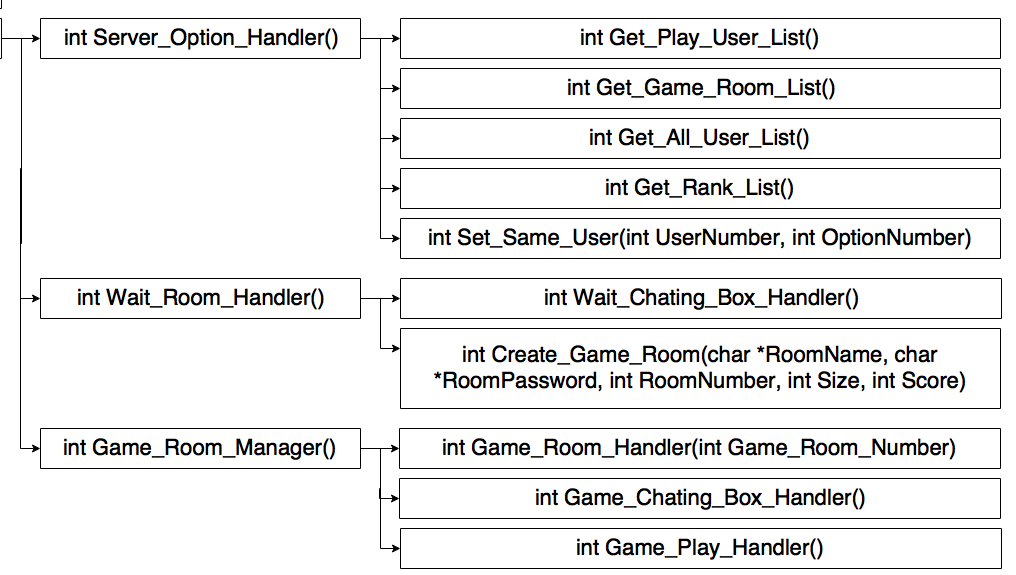 int Server_Option_Handler()
int Get_Play_User_List()
int Get_Game_Room_List()
int Get_All_User_List()
int Get_Rank_List()
int Set_Same_User(int UserNumber, int OptionNumber)
int Wait_Room_Handler()
int Wait_Chating_Box_Handler()
int Create_Game_Room(char *RoomName, char
*RoomPassword, int RoomNumber, int Size, int Score)
int Game_Room_Manager()
int Game_Room_Handler(int Game_Room_Number)
int Game_Chating_Box_Handler()
int Game_Play_Handler()